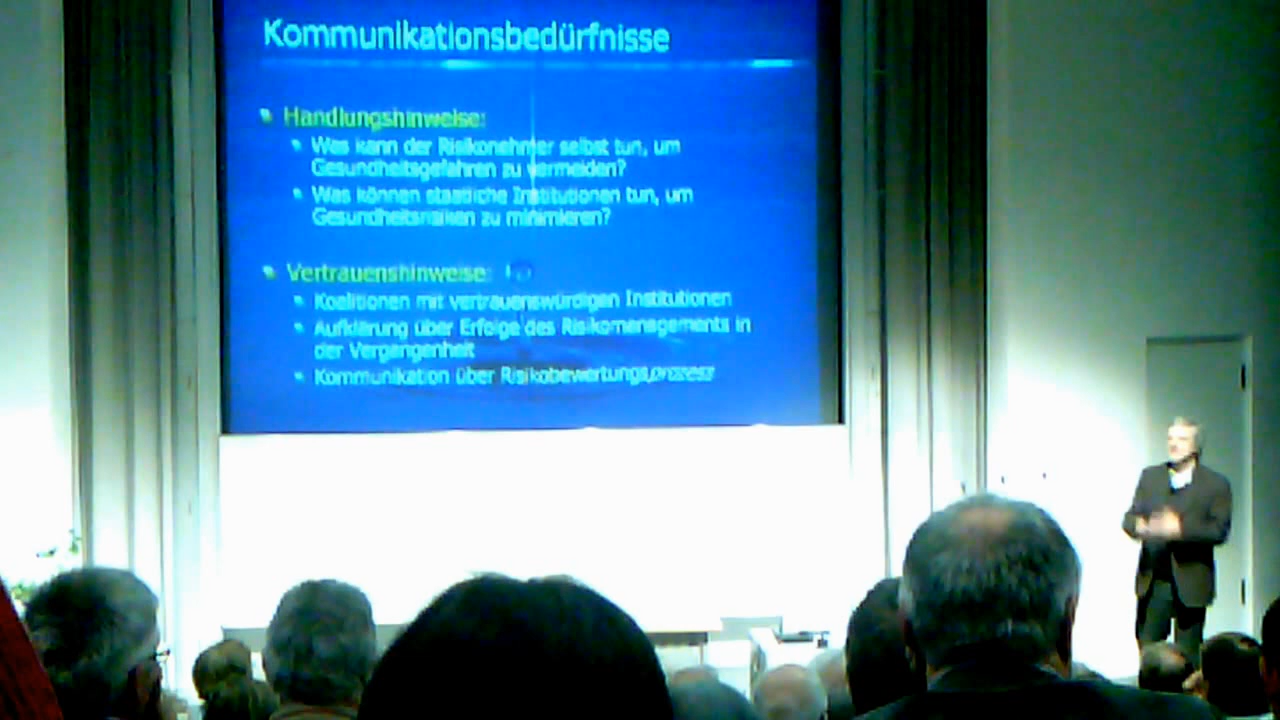 Kommunikationsbedürfnisse
Handlungshinweise:
Was kann der Risikonehmer selbst tun, um
Gesundheitsgefahren zu vermeiden?
Was können staatliche Institutionen tun, um
Gesundheitsrisiken zu minimieren?
Vertrauenshinweise:
Koalitionen mit vertrauenswürdigen Institutionen
Aufklärung über Erfolge des Risikomanagements in
der Vergangenheit
Kommunikation über Risikobewertungsprozess